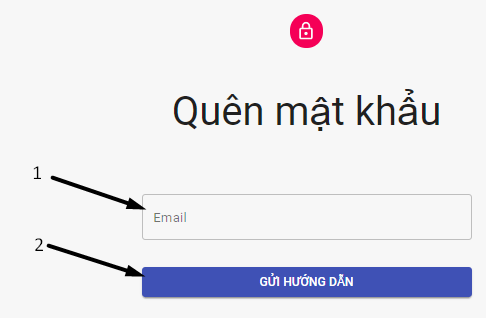 Quên mật khẩu
1
Email
2
GỬI HƯỚNG DẪN